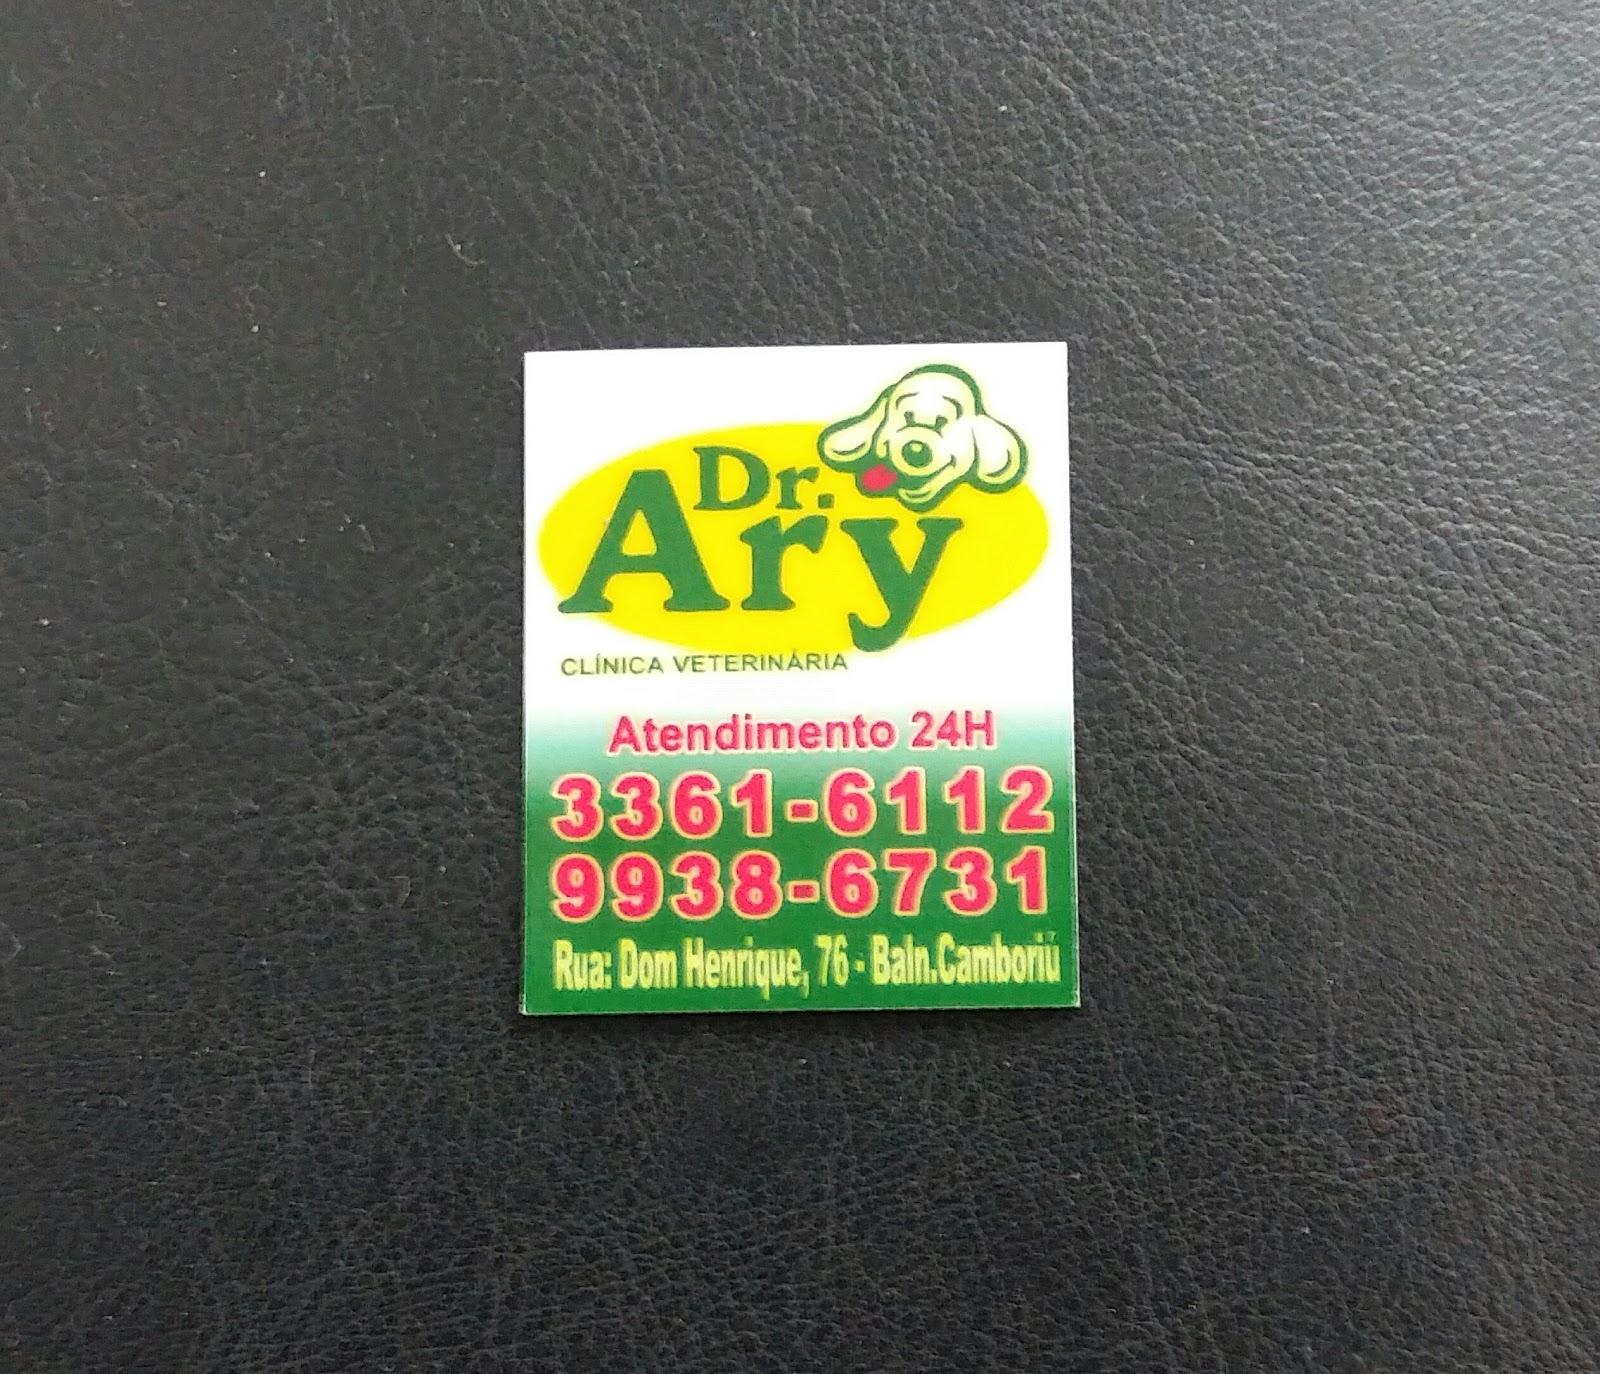 Dr.
Ary
CLÍNICA VETERINÁRIA
Atendimento 24H
3361-6112
9938-6731
Rua: Dom Henrique, 76 - Baln.Camboriú